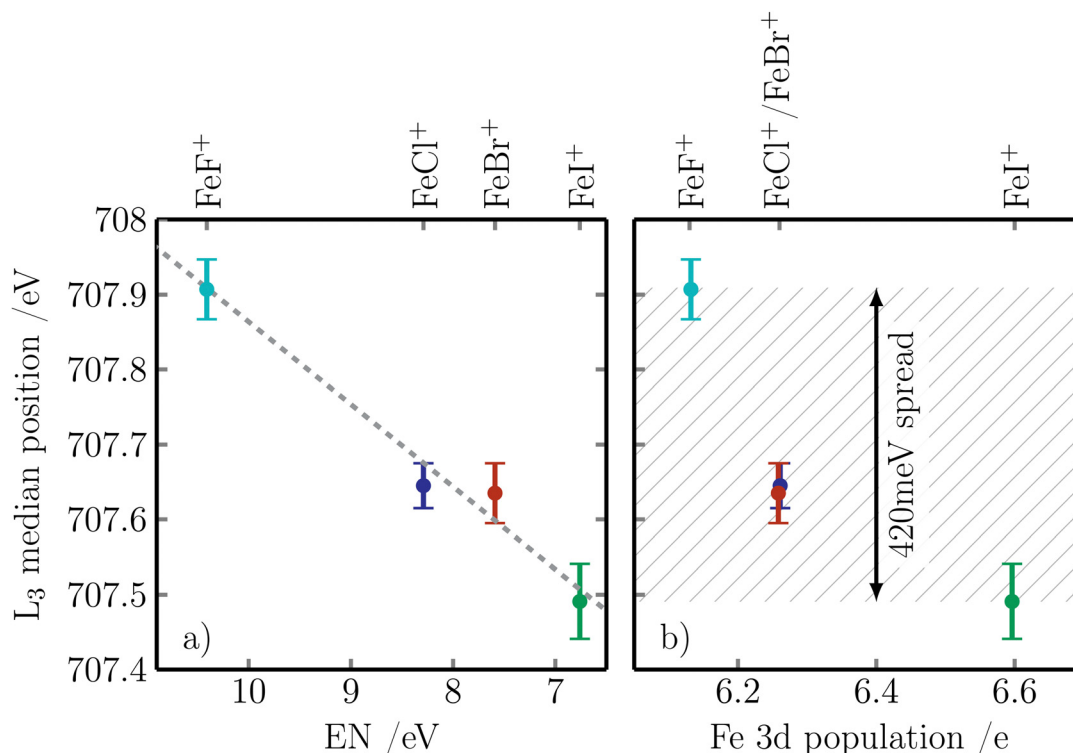 FeF⁺
FeCl⁺
FeBr⁺
FeI⁺
FeF⁺
FeCl⁺/FeBr⁺
FeI⁺
L₃ median position /eV
708
707.9
707.8
707.7
707.6
707.5
707.4
a)
10
9
8
7
EN /eV
420meV spread
b)
6.2
6.4
6.6
Fe 3d population /e